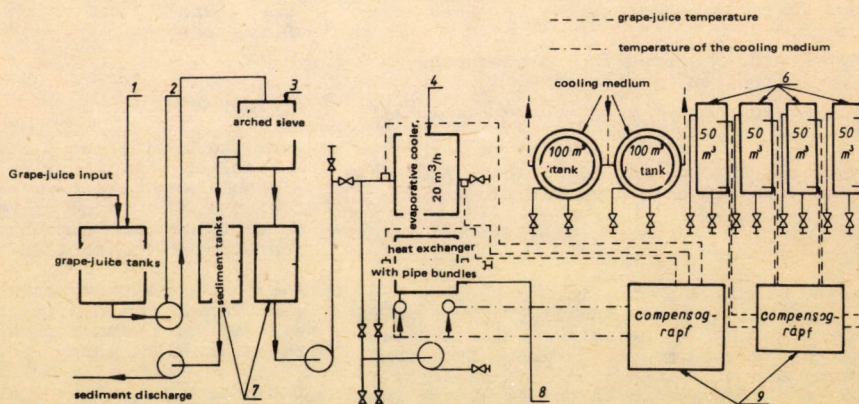 grape-juice temperature
temperature of the cooling medium
1
2
3
4
cooling medium
6
arched sieve
evaporative cooler,
20 m³/h
100 m³
tank
100 m³
tank
50
m³
50
m³
50
m³
50
m³
Grape-juice input
grape-juice tanks
sediment tanks
heat exchanger
with pipe bundles
compensog-
rapf
compensog-
rapf
sediment discharge
7
8
9